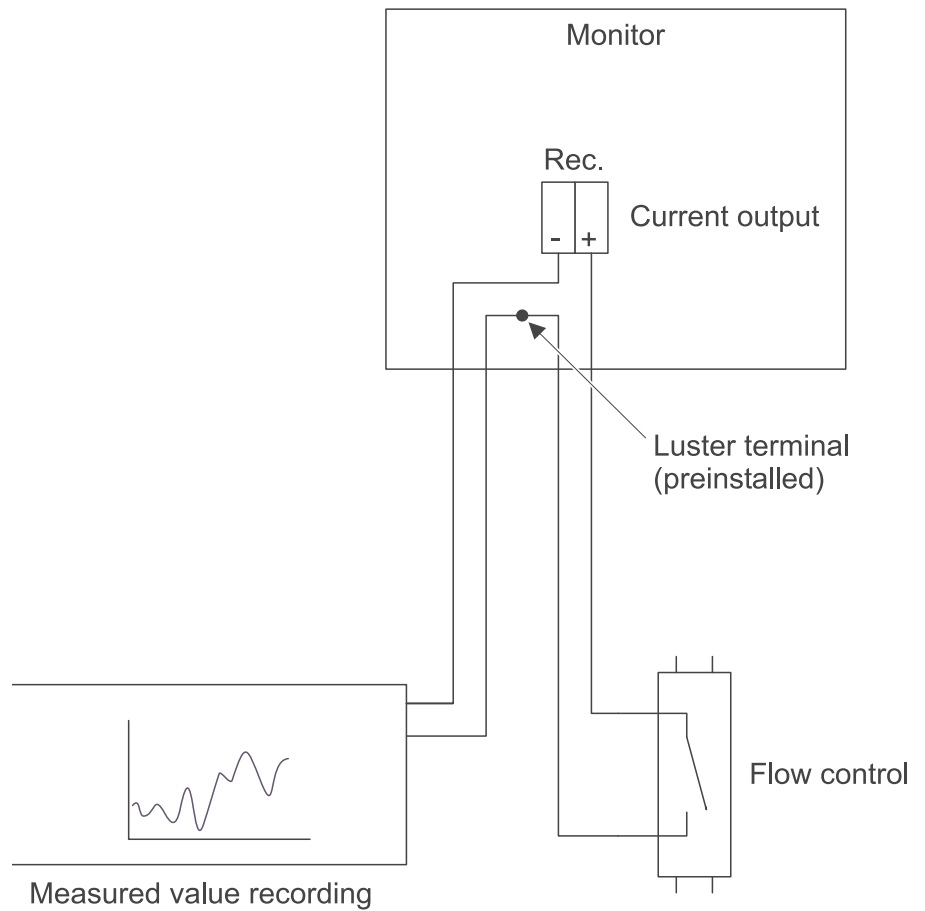 Monitor
Rec.
- +
Current output
Luster terminal
(preinstalled)
Flow control
Measured value recording